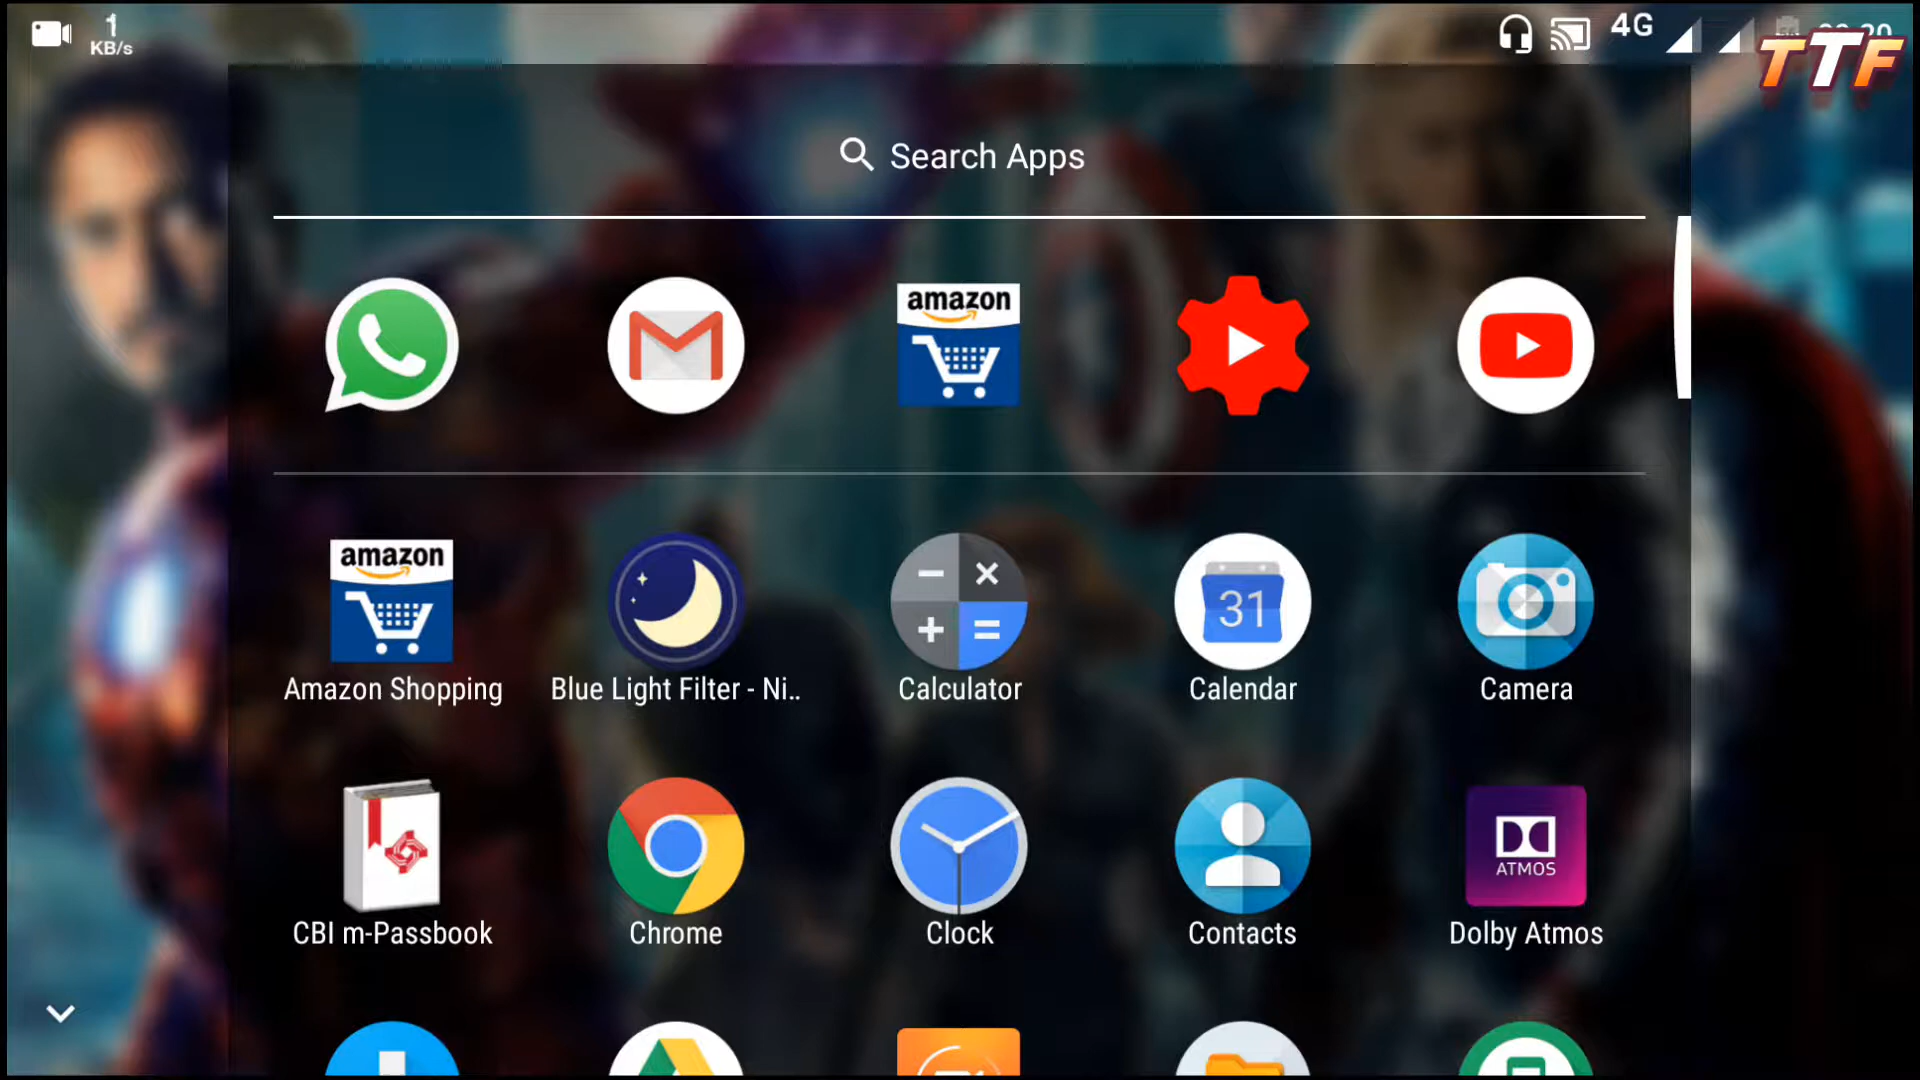 1
KB/s
4G
TTF
Search Apps
amazon
amazon
31
Amazon Shopping
Blue Light Filter - Ni..
Calculator
Calendar
Camera
ATMOS
CBI m-Passbook
Chrome
Clock
Contacts
Dolby Atmos